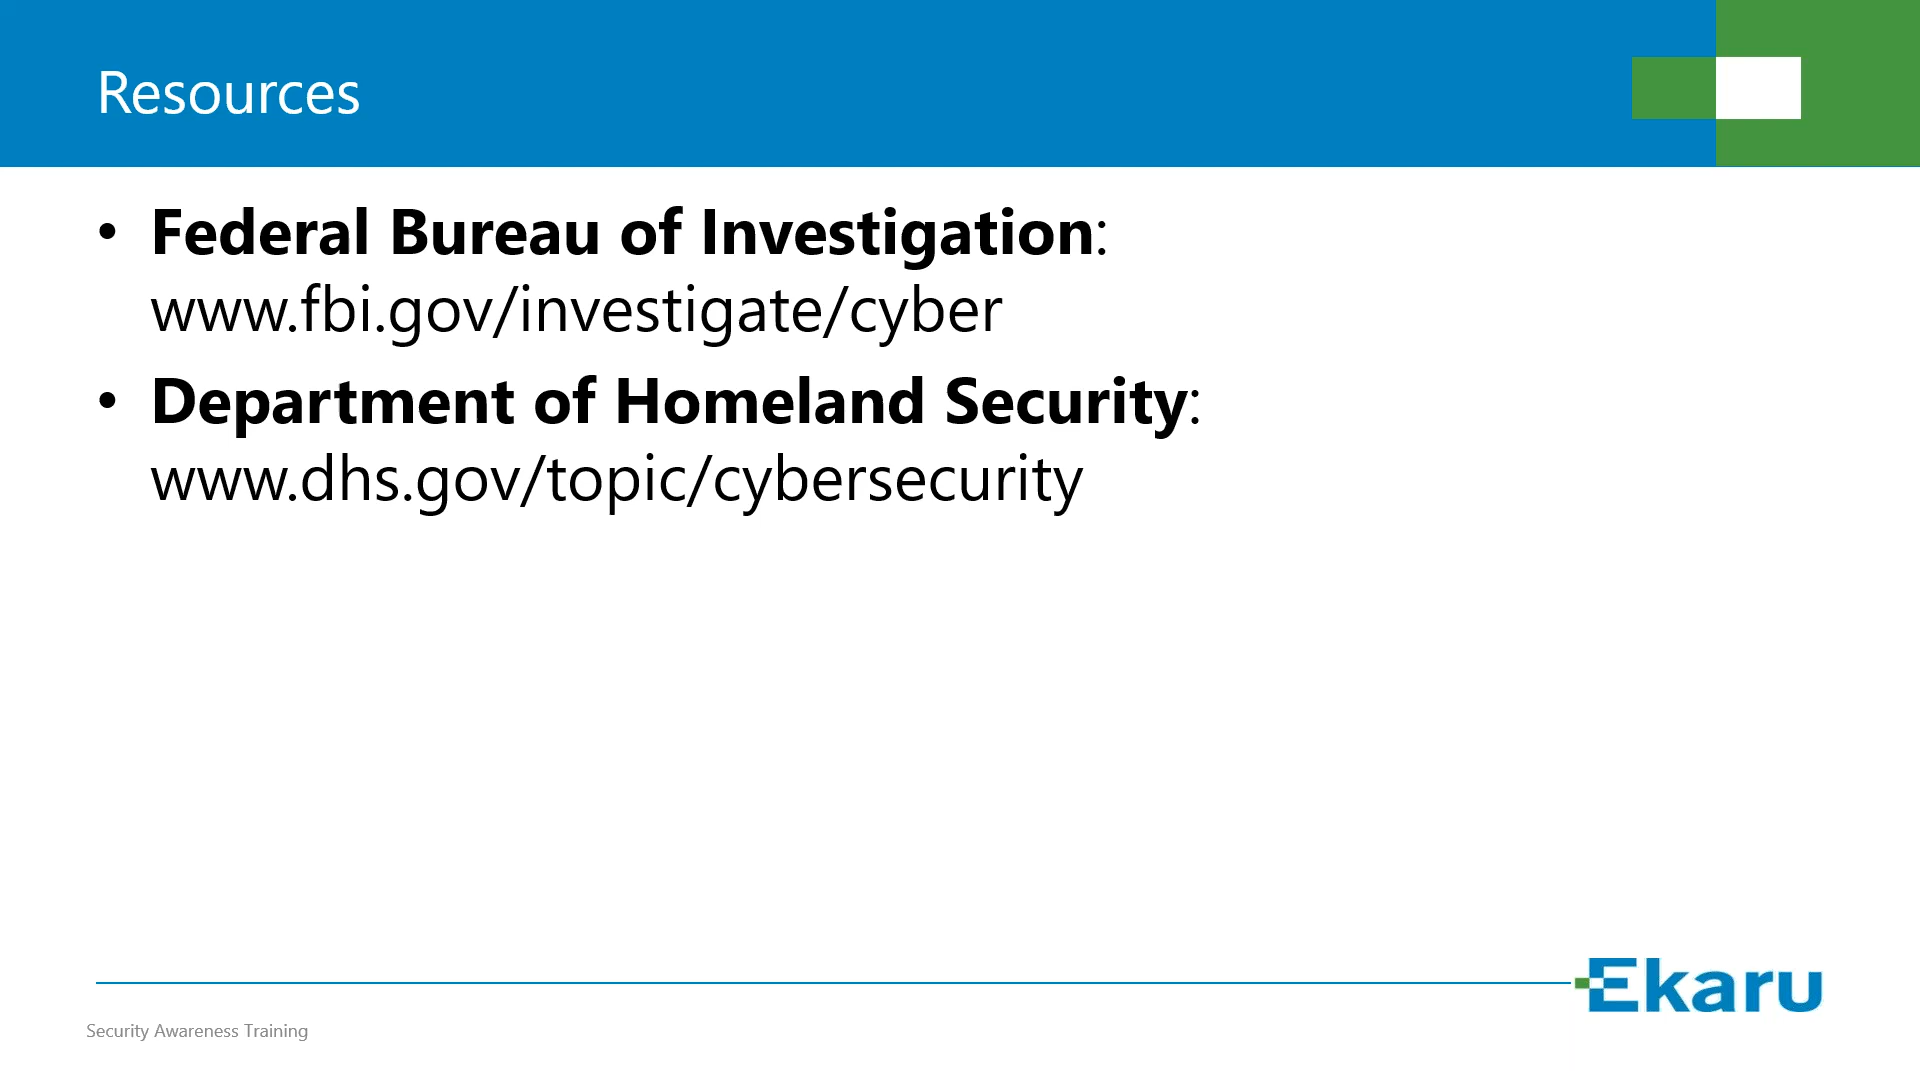 Resources
• Federal Bureau of Investigation:
www.fbi.gov/investigate/cyber
• Department of Homeland Security:
www.dhs.gov/topic/cybersecurity
Ekaru
Security Awareness Training